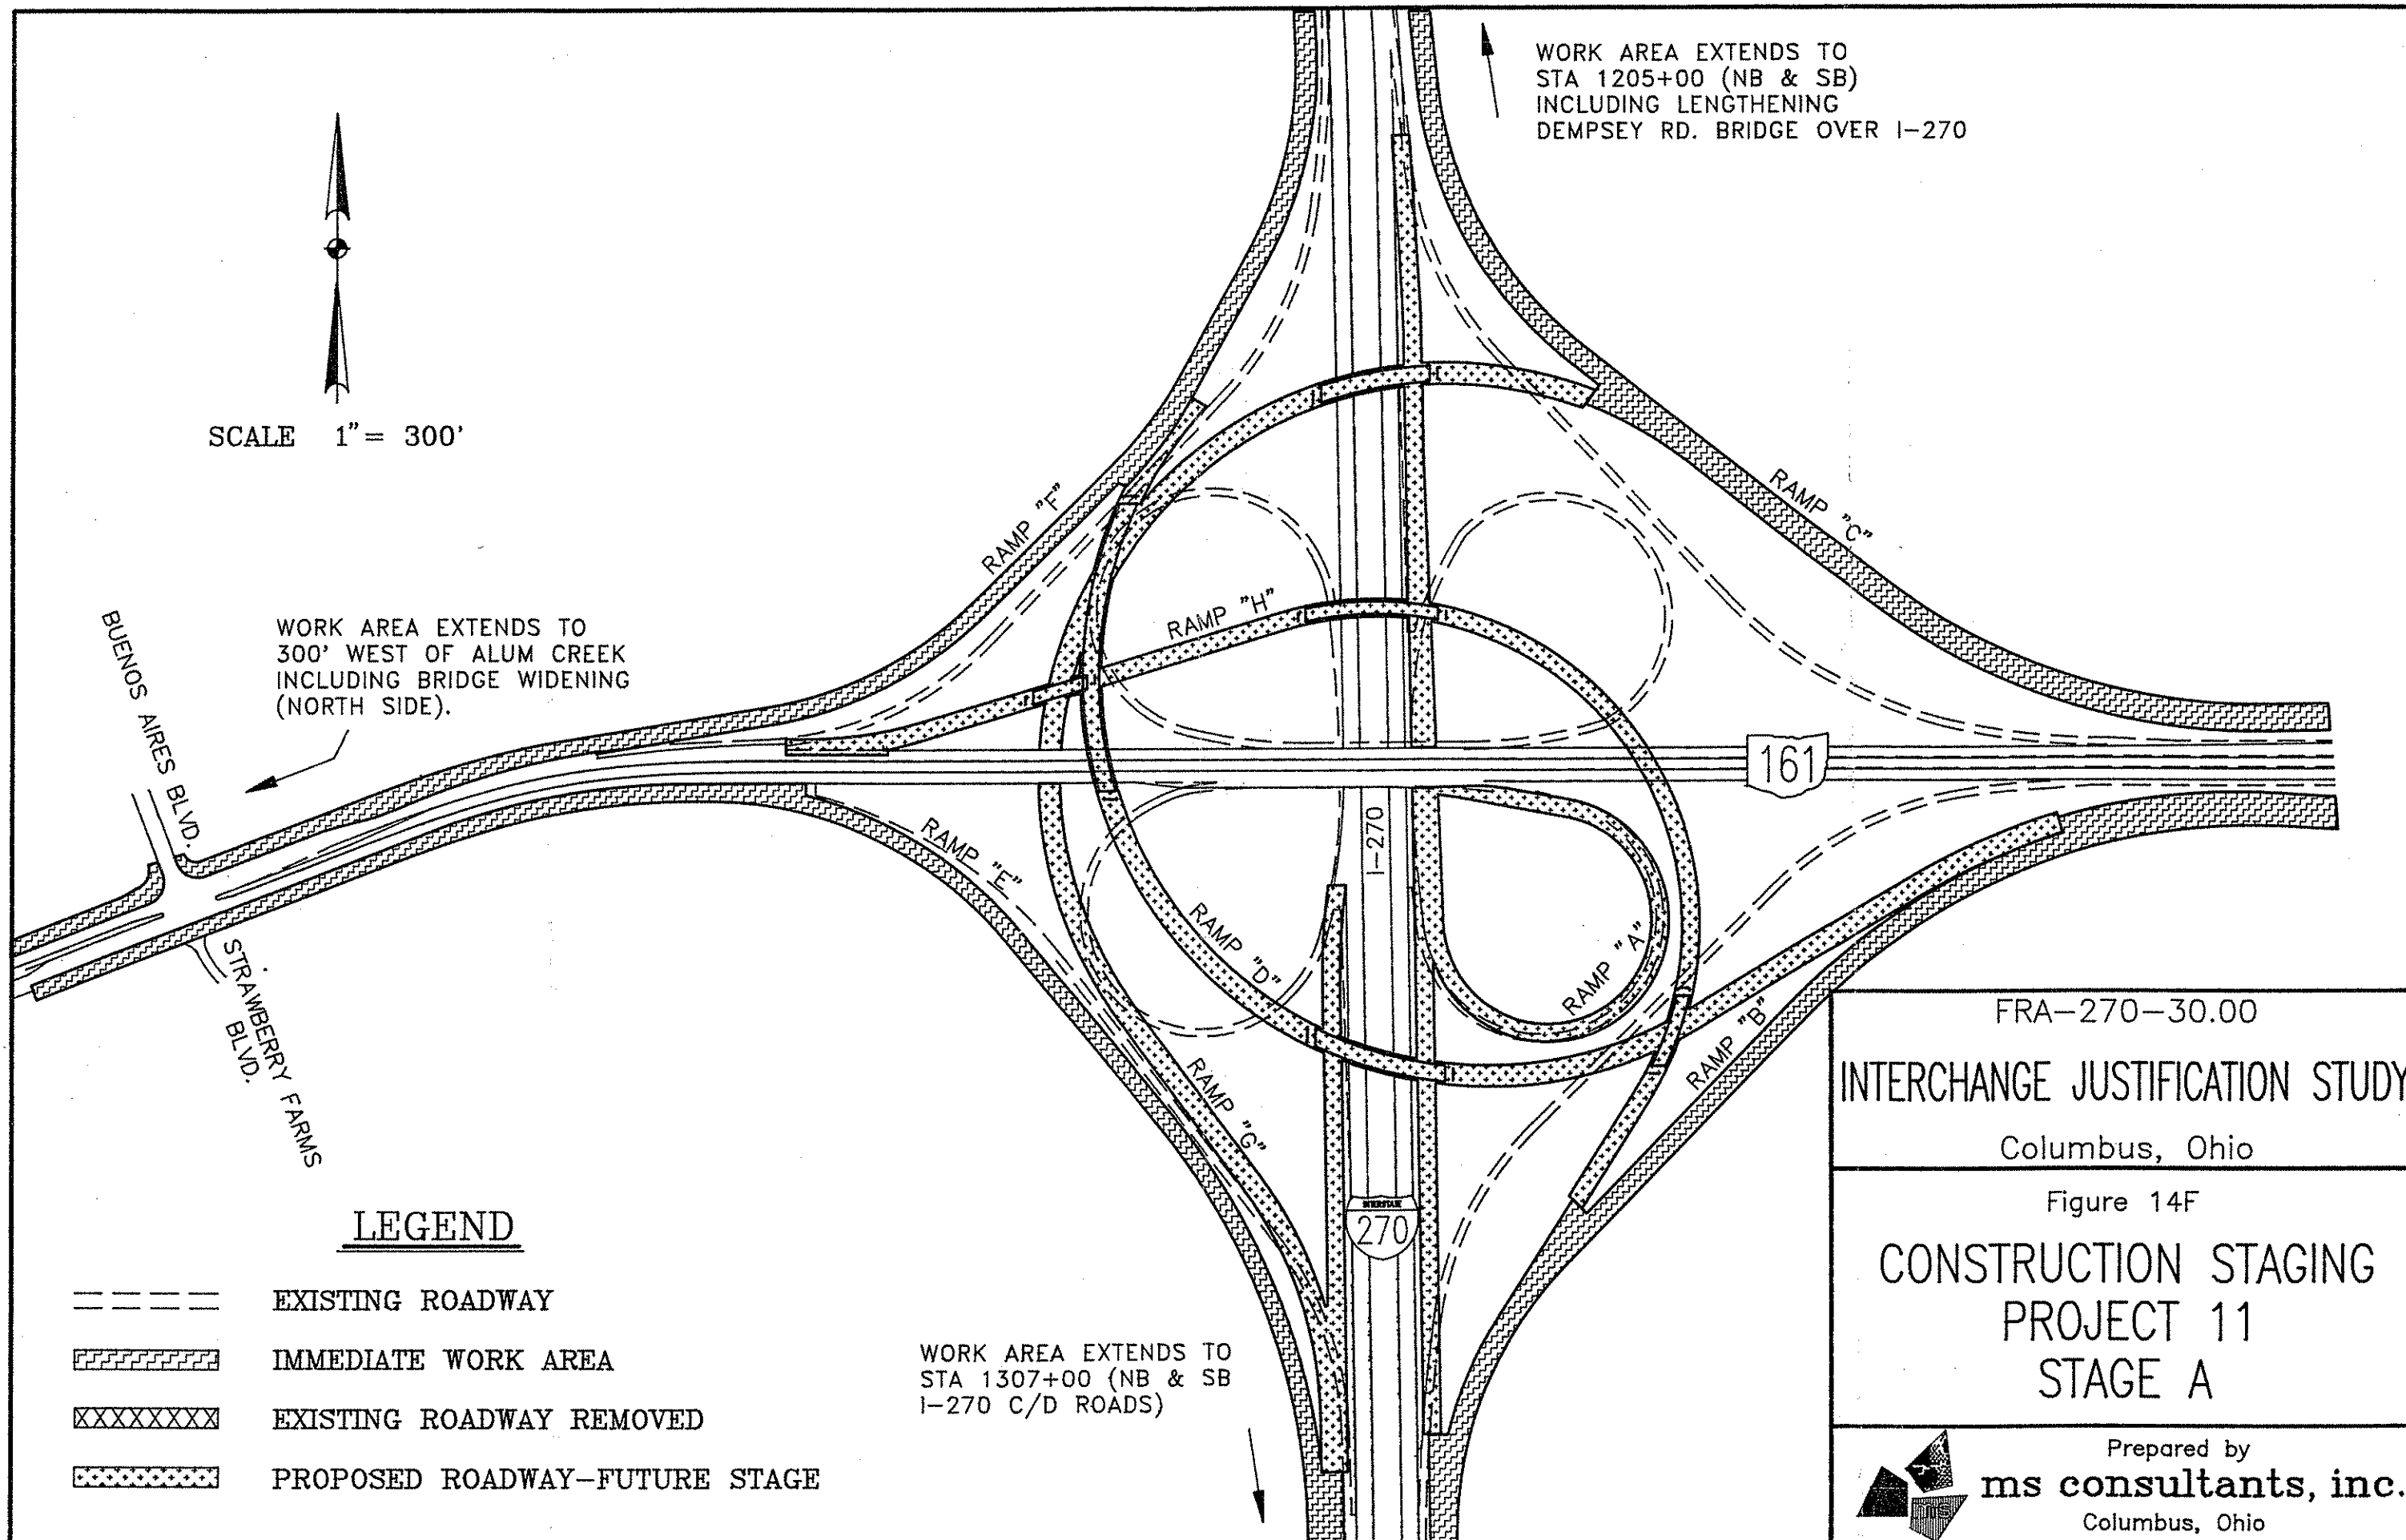 WORK AREA EXTENDS TO
STA 1205+00 (NB & SB)
INCLUDING LENGTHENING
DEMPSEY RD. BRIDGE OVER I-270
SCALE 1" = 300'
RAMP "F"
RAMP "C"
RAMP "H"
WORK AREA EXTENDS TO
300' WEST OF ALUM CREEK
INCLUDING BRIDGE WIDENING
(NORTH SIDE).
BUENOS AIRES BLVD.
161
I-270
RAMP "E"
RAMP "D"
RAMP "A"
STRAWBERRY FARMS
BLVD.
RAMP "B"
RAMP "G"
INTERSTATE
270
LEGEND
EXISTING ROADWAY
IMMEDIATE WORK AREA
EXISTING ROADWAY REMOVED
PROPOSED ROADWAY-FUTURE STAGE
WORK AREA EXTENDS TO
STA 1307+00 (NB & SB
I-270 C/D ROADS)
FRA-270-30.00
INTERCHANGE JUSTIFICATION STUDY
Columbus, Ohio
Figure 14F
CONSTRUCTION STAGING
PROJECT 11
STAGE A
Prepared by
ms consultants, inc.
Columbus, Ohio